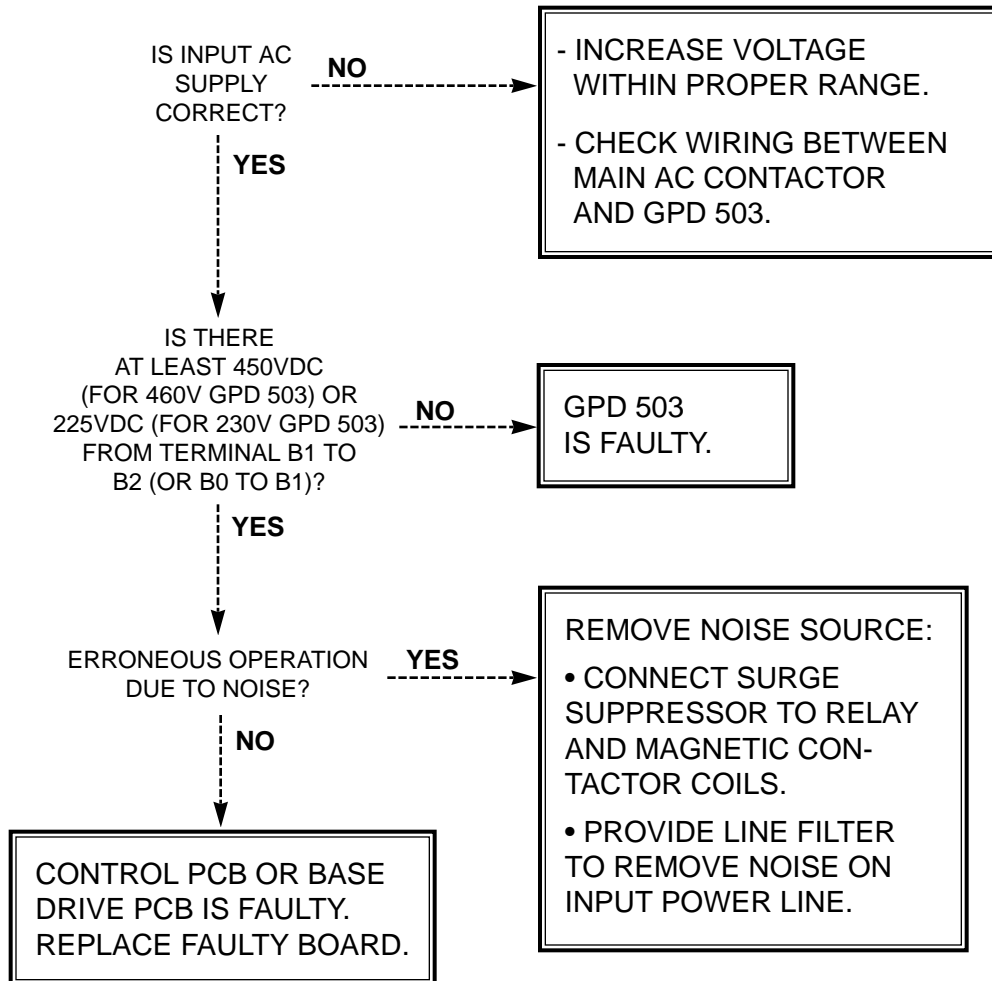 IS INPUT AC
SUPPLY
CORRECT?
NO
- INCREASE VOLTAGE
WITHIN PROPER RANGE.
- CHECK WIRING BETWEEN
MAIN AC CONTACTOR
AND GPD 503.
YES
IS THERE
AT LEAST 450VDC
(FOR 460V GPD 503) OR
225VDC (FOR 230V GPD 503)
FROM TERMINAL B1 TO
B2 (OR B0 TO B1)?
NO
GPD 503
IS FAULTY.
YES
ERRONEOUS OPERATION
DUE TO NOISE?
YES
REMOVE NOISE SOURCE:
• CONNECT SURGE
SUPPRESSOR TO RELAY
AND MAGNETIC CON-
TACTOR COILS.
• PROVIDE LINE FILTER
TO REMOVE NOISE ON
INPUT POWER LINE.
NO
CONTROL PCB OR BASE
DRIVE PCB IS FAULTY.
REPLACE FAULTY BOARD.